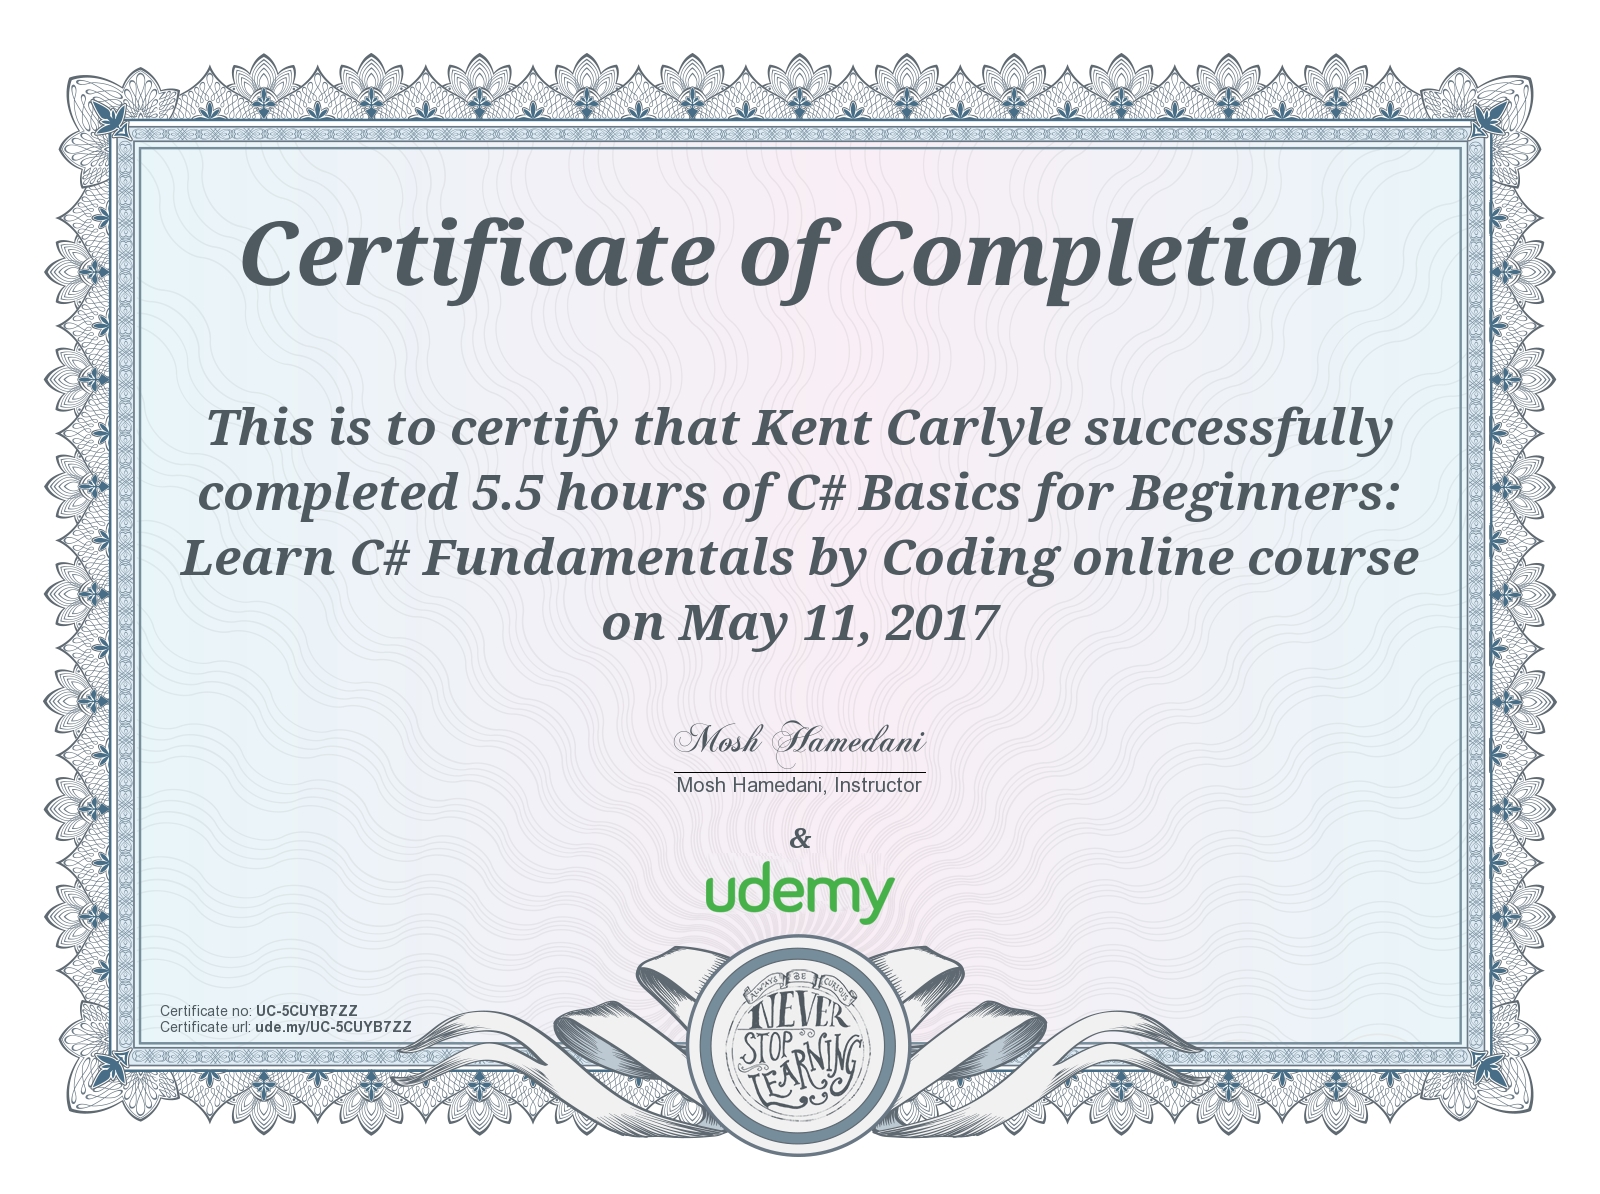 Certificate of Completion
This is to certify that Kent Carlyle successfully
completed 5.5 hours of C# Basics for Beginners:
Learn C# Fundamentals by Coding online course
on May 11, 2017
Mosh Hamedani
Mosh Hamedani, Instructor
&
udemy
Certificate no: UC-5CUYB7ZZ
Certificate url: ude.my/UC-5CUYB7ZZ
ALWAYS BE CURIOUS
NEVER
STOP
LEARNING